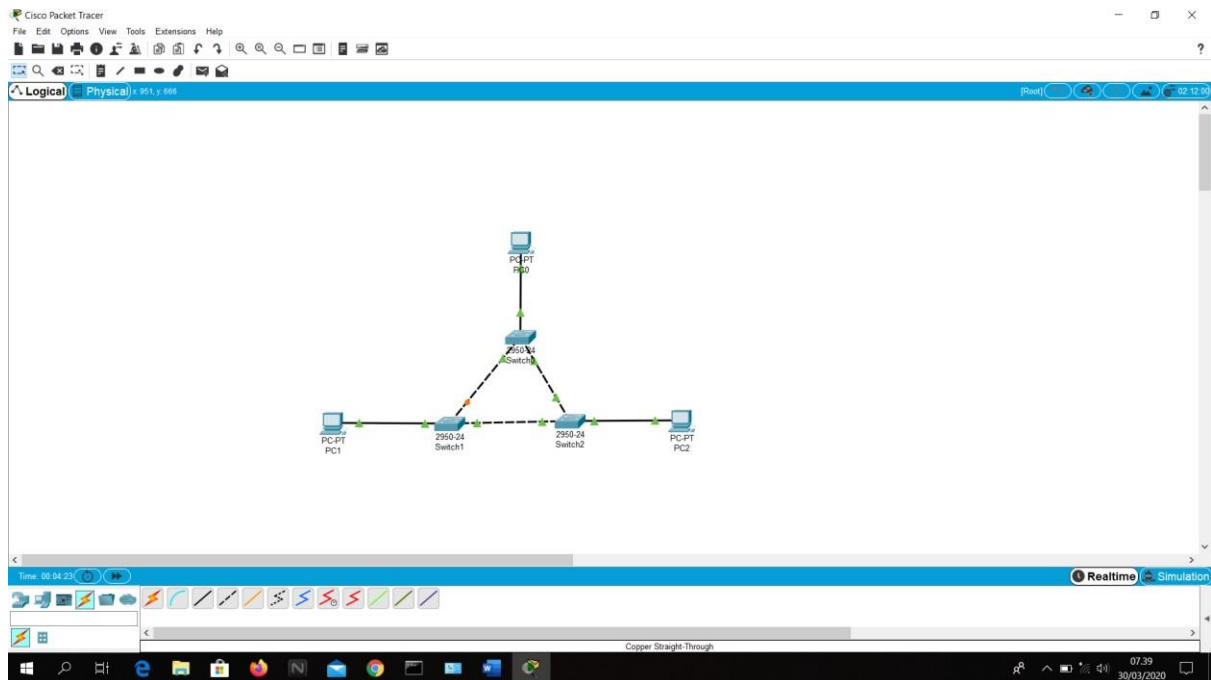 Cisco Packet Tracer
File Edit Options View Tools Extensions Help
?
Logical Physical x: 951, y: 666 [Root] 02:12:00
PC-PT
PC0
2950-24
Switch0
PC-PT
PC1
2950-24
Switch1
2950-24
Switch2
PC-PT
PC2
Time: 00:04:23 Realtime Simulation
Copper Straight-Through
07.39
30/03/2020